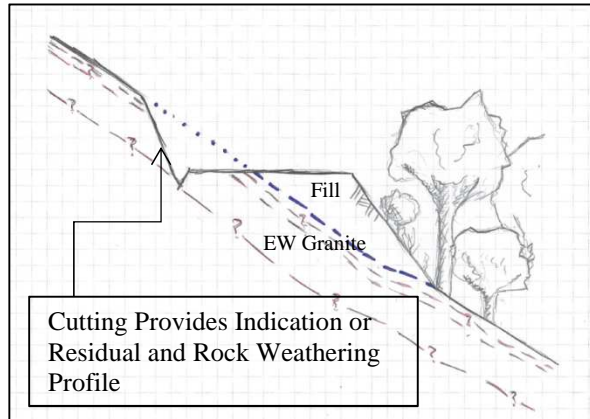 Fill
EW Granite
Cutting Provides Indication or
Residual and Rock Weathering
Profile
?
?
?
?
?
?
?
?
?